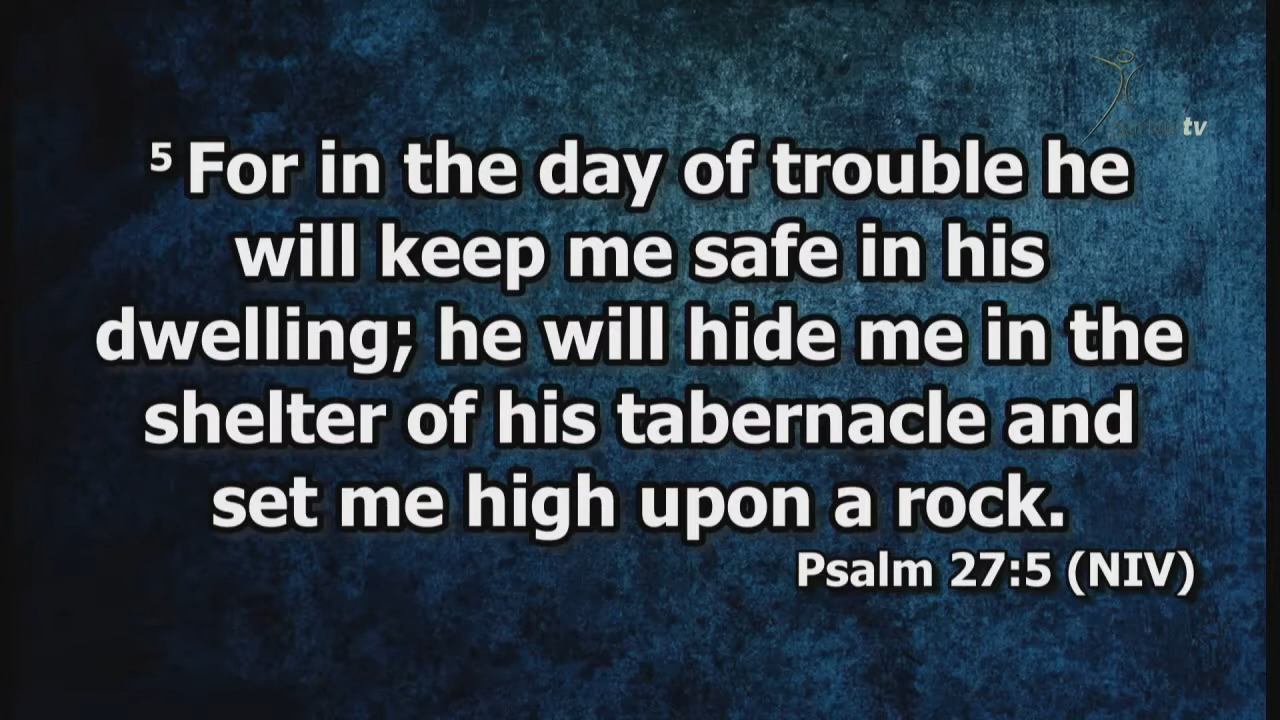 tv
5 For in the day of trouble he
will keep me safe in his
dwelling; he will hide me in the
shelter of his tabernacle and
set me high upon a rock.
Psalm 27:5 (NIV)